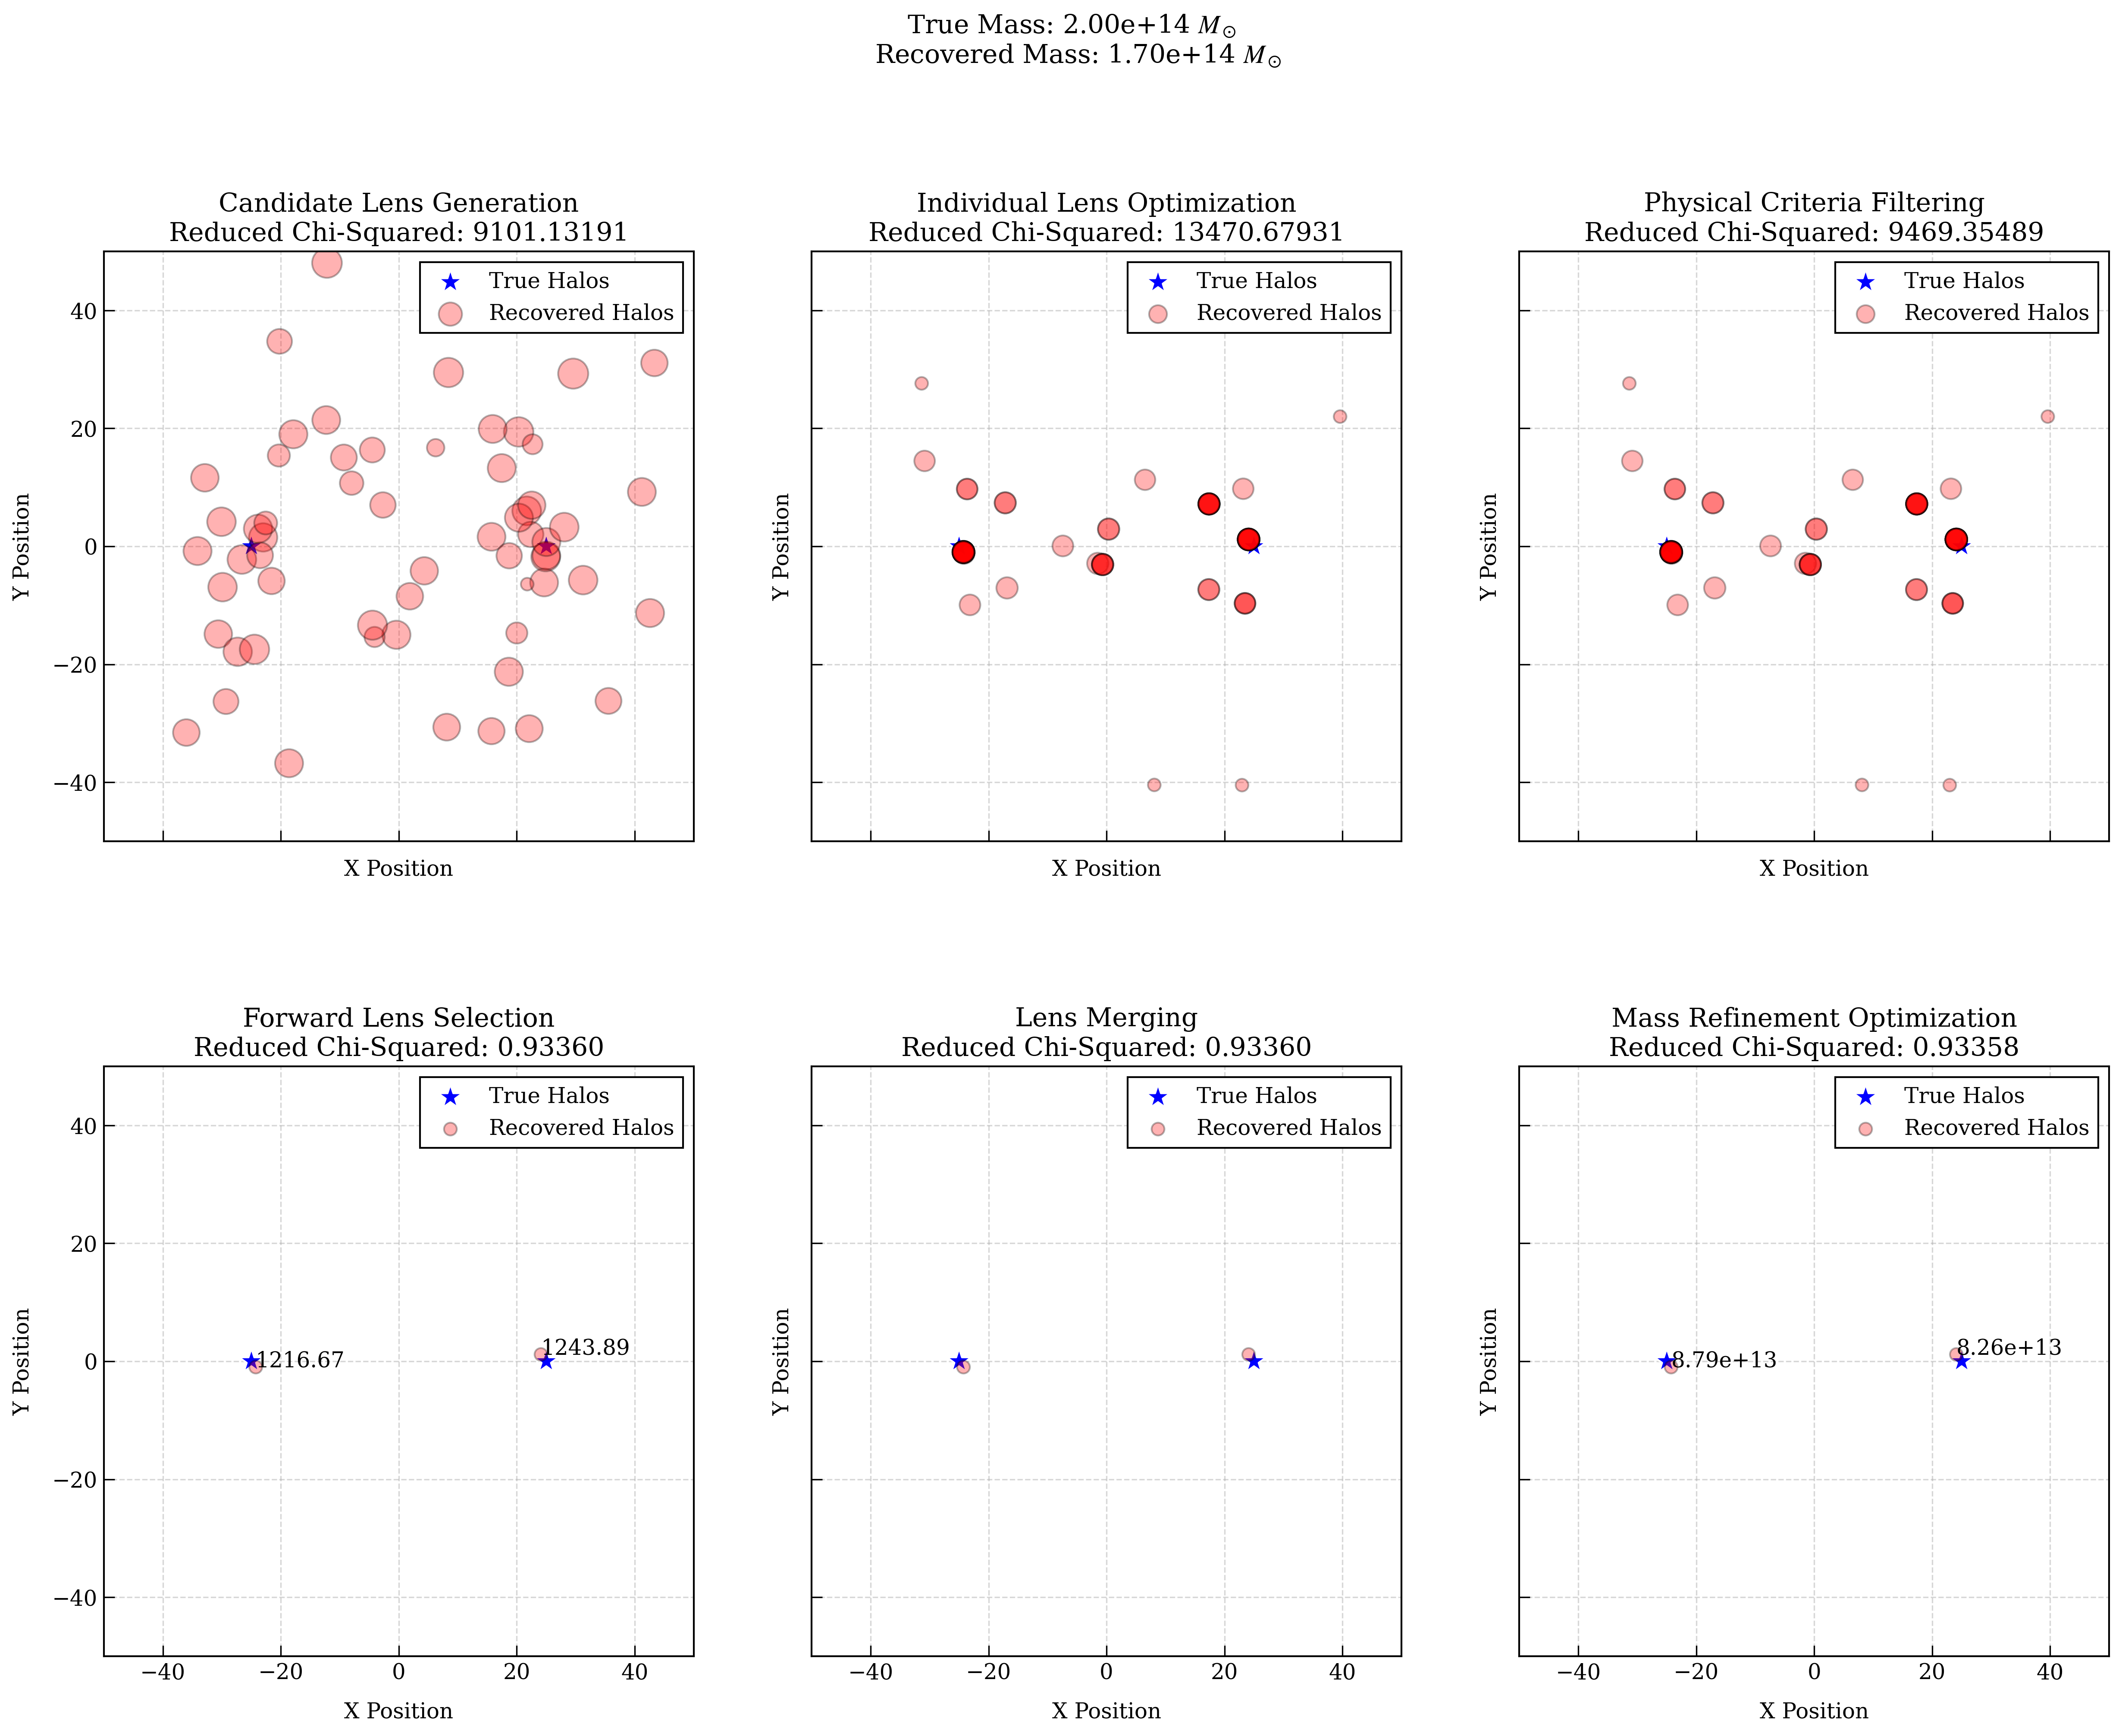 True Mass: 2.00e+14 M⊙
Recovered Mass: 1.70e+14 M⊙
Candidate Lens Generation
Reduced Chi-Squared: 9101.13191
True Halos
Recovered Halos
Y Position
40
20
0
−20
−40
X Position
Individual Lens Optimization
Reduced Chi-Squared: 13470.67931
True Halos
Recovered Halos
Y Position
X Position
Physical Criteria Filtering
Reduced Chi-Squared: 9469.35489
True Halos
Recovered Halos
Y Position
X Position
Forward Lens Selection
Reduced Chi-Squared: 0.93360
True Halos
Recovered Halos
1216.67
1243.89
Y Position
40
20
0
−20
−40
−40 −20 0 20 40
X Position
Lens Merging
Reduced Chi-Squared: 0.93360
True Halos
Recovered Halos
Y Position
−40 −20 0 20 40
X Position
Mass Refinement Optimization
Reduced Chi-Squared: 0.93358
True Halos
Recovered Halos
8.79e+13
8.26e+13
Y Position
−40 −20 0 20 40
X Position